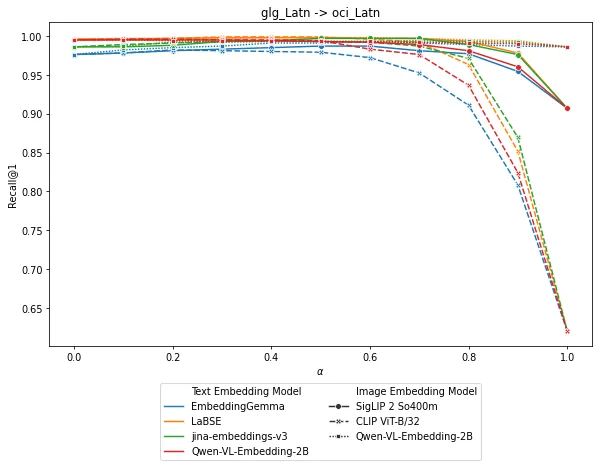 glg_Latn -> oci_Latn
Recall@1
1.00
0.95
0.90
0.85
0.80
0.75
0.70
0.65
0.0
0.2
0.4
0.6
0.8
1.0
α
Text Embedding Model
EmbeddingGemma
LaBSE
jina-embeddings-v3
Qwen-VL-Embedding-2B
Image Embedding Model
SigLIP 2 So400m
CLIP ViT-B/32
Qwen-VL-Embedding-2B